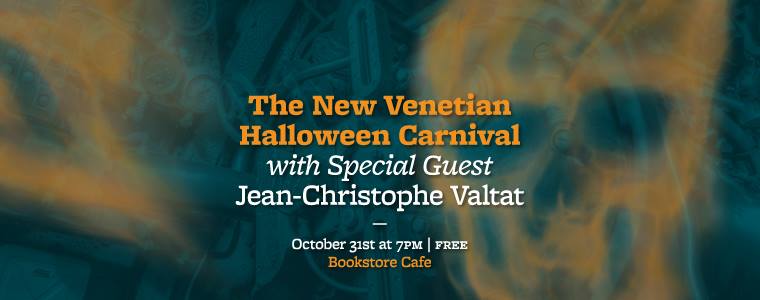 The New Venetian
Halloween Carnival
with Special Guest
Jean-Christophe Valtat
—
October 31st at 7PM | FREE
Bookstore Cafe